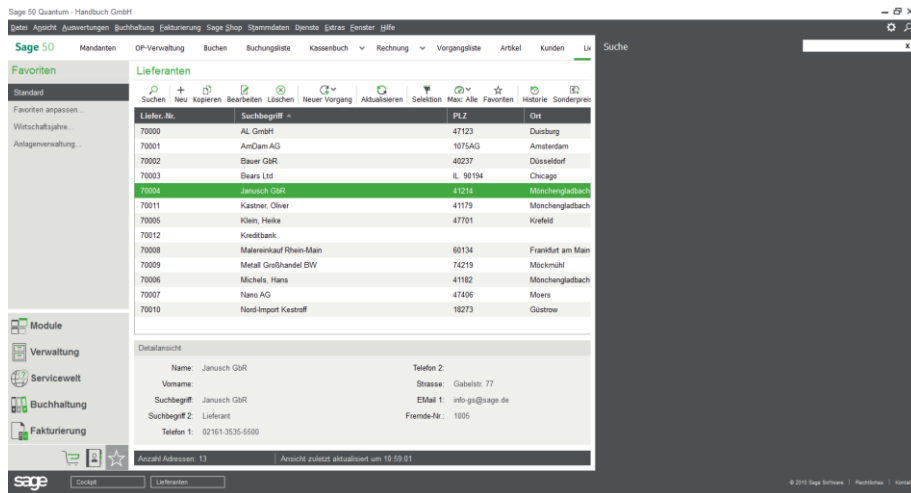 Sage 50 Quantum - Handbuch GmbH
Datei Ansicht Auswertungen Buchhaltung Fakturierung Sage Shop Stammdaten Dienste Extras Fenster Hilfe
Sage 50 Mandanten OP-Verwaltung Buchen Buchungsliste Kassenbuch Rechnung Vorgangsliste Artikel Kunden Lie Suche x
Favoriten Lieferanten
Suchen Neu Kopieren Bearbeiten Löschen Neuer Vorgang Aktualisieren Selektion Max: Alle Favoriten Historie Sonderpreis
Standard
Favoriten anpassen...
Wirtschaftsjahre...
Anlagenverwaltung...
Liefer.-Nr. Suchbegriff PLZ Ort
70000 AL GmbH 47123 Duisburg
70001 AmDam AG 1075AG Amsterdam
70002 Bauer GbR 40237 Düsseldorf
70003 Bears Ltd IL. 90194 Chicago
70004 Janusch GbR 41214 Mönchengladbach
70011 Kastner, Oliver 41179 Mönchengladbach
70005 Klein, Heike 47701 Krefeld
70012 Kreditbank
70008 Malereinkauf Rhein-Main 60134 Frankfurt am Main
70009 Metall Großhandel BW 74219 Möckmühl
70006 Michels, Hans 41182 Mönchengladbach
70007 Nano AG 47406 Moers
70010 Nord-Import Kestroff 18273 Güstrow
Module
Verwaltung
Servicewelt
Buchhaltung
Fakturierung
Detailansicht
Name: Janusch GbR Telefon 2:
Vorname: Strasse: Gabelstr. 77
Suchbegriff: Janusch GbR EMail 1: info-gs@sage.de
Suchbegriff 2: Lieferant Fremde-Nr.: 1005
Telefon 1: 02161-3535-5500
Anzahl Adressen: 13 Ansicht zuletzt aktualisiert um 10:59:01
sage Cockpit Lieferanten © 2015 Sage Software | Rechtliches | Kontakt